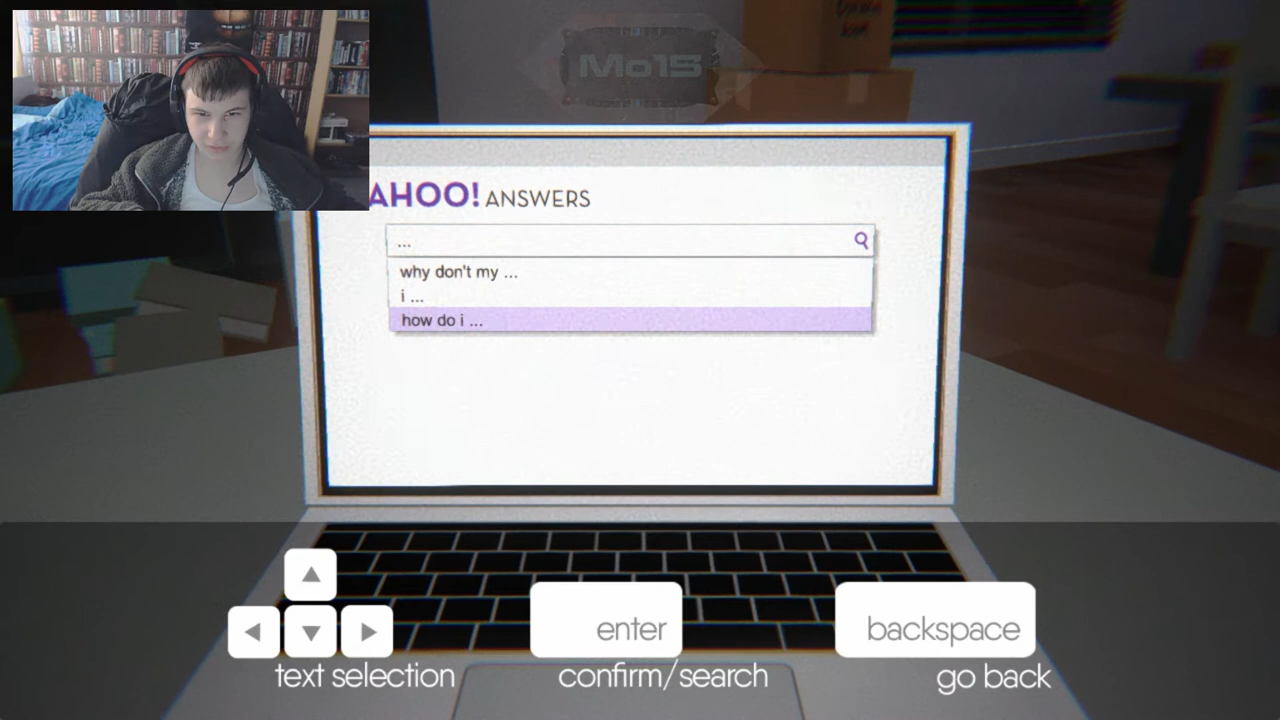 Mo15
AHOO! ANSWERS
...
why don't my ...
i ...
how do i ...
enter
backspace
text selection
confirm/search
go back